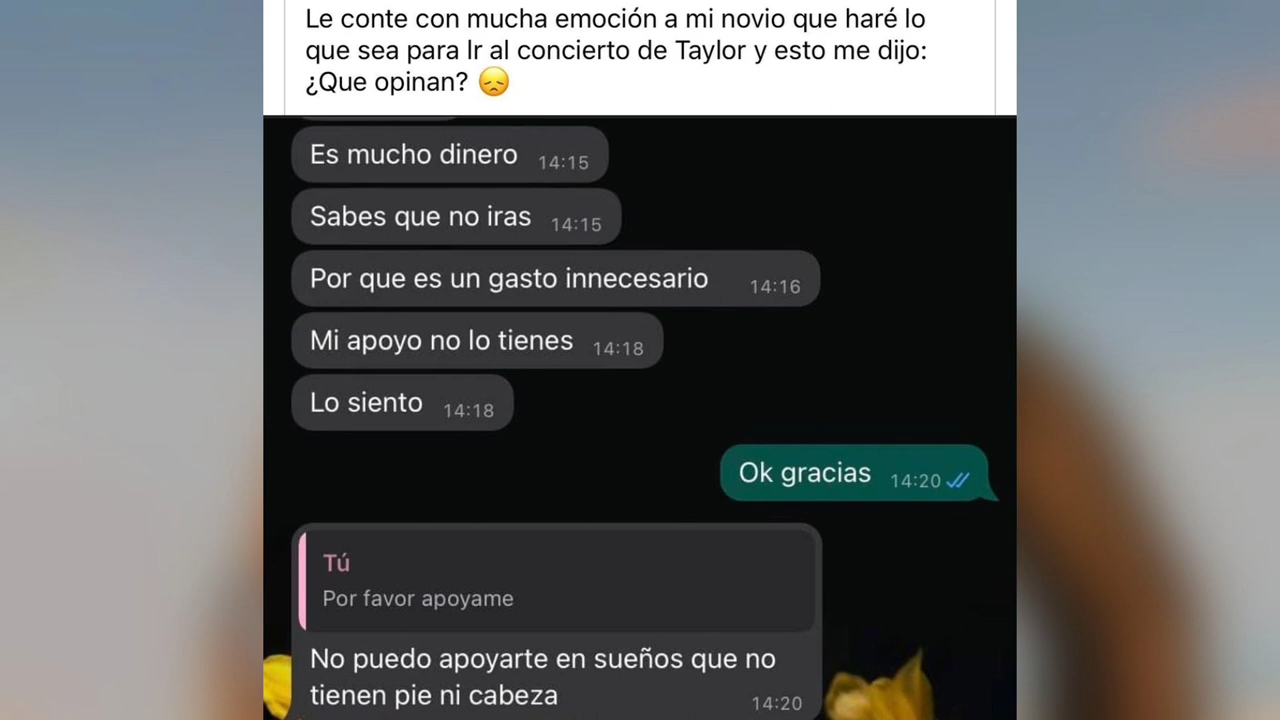 Le conte con mucha emoción a mi novio que haré lo
que sea para Ir al concierto de Taylor y esto me dijo:
¿Que opinan? 😞
Es mucho dinero 14:15
Sabes que no iras 14:15
Por que es un gasto innecesario 14:16
Mi apoyo no lo tienes 14:18
Lo siento 14:18
Ok gracias 14:20
Tú
Por favor apoyame
No puedo apoyarte en sueños que no
tienen pie ni cabeza 14:20